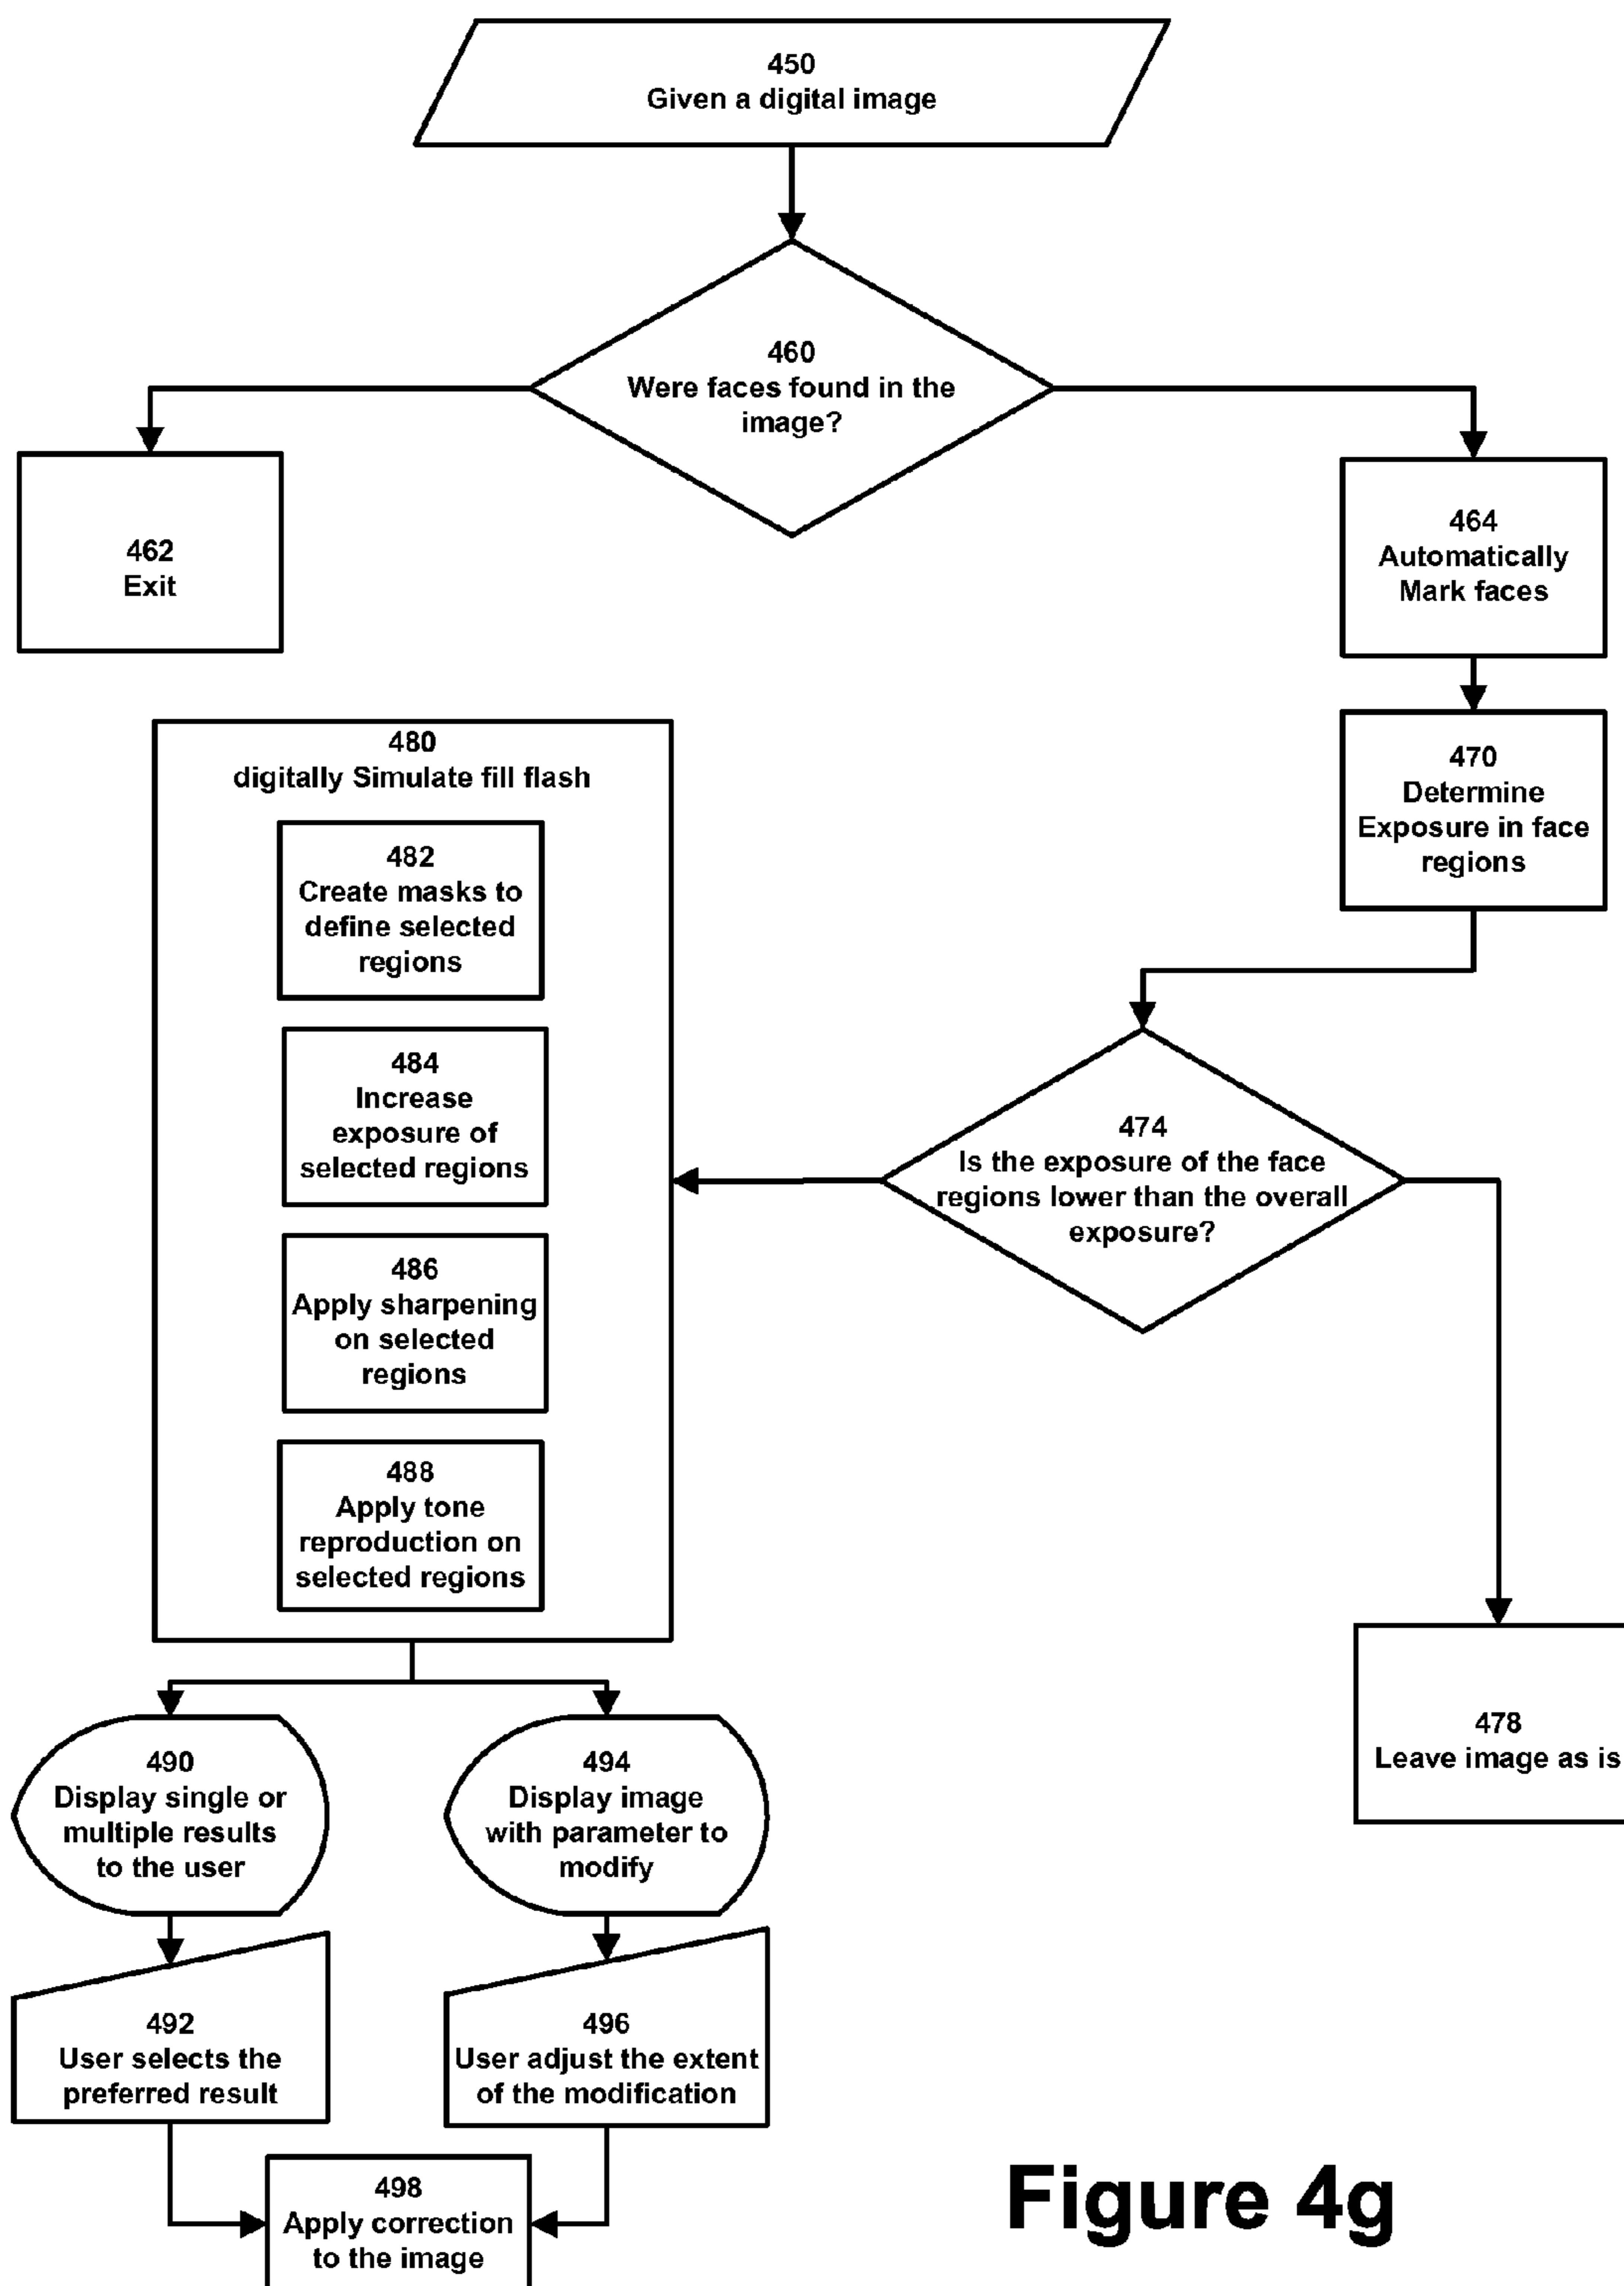 450
Given a digital image
460
Were faces found in the
image?
462
Exit
464
Automatically
Mark faces
470
Determine
Exposure in face
regions
474
Is the exposure of the face
regions lower than the overall
exposure?
478
Leave image as is
480
digitally Simulate fill flash
482
Create masks to
define selected
regions
484
Increase
exposure of
selected regions
486
Apply sharpening
on selected
regions
488
Apply tone
reproduction on
selected regions
490
Display single or
multiple results
to the user
494
Display image
with parameter to
modify
492
User selects the
preferred result
496
User adjust the extent
of the modification
498
Apply correction
to the image
Figure 4g